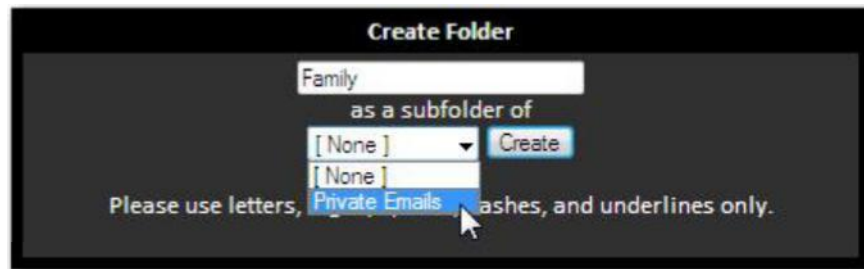 Create Folder
Family
as a subfolder of
[ None ] Create
[ None ]
Private Emails
Please use letters, ashes, and underlines only.